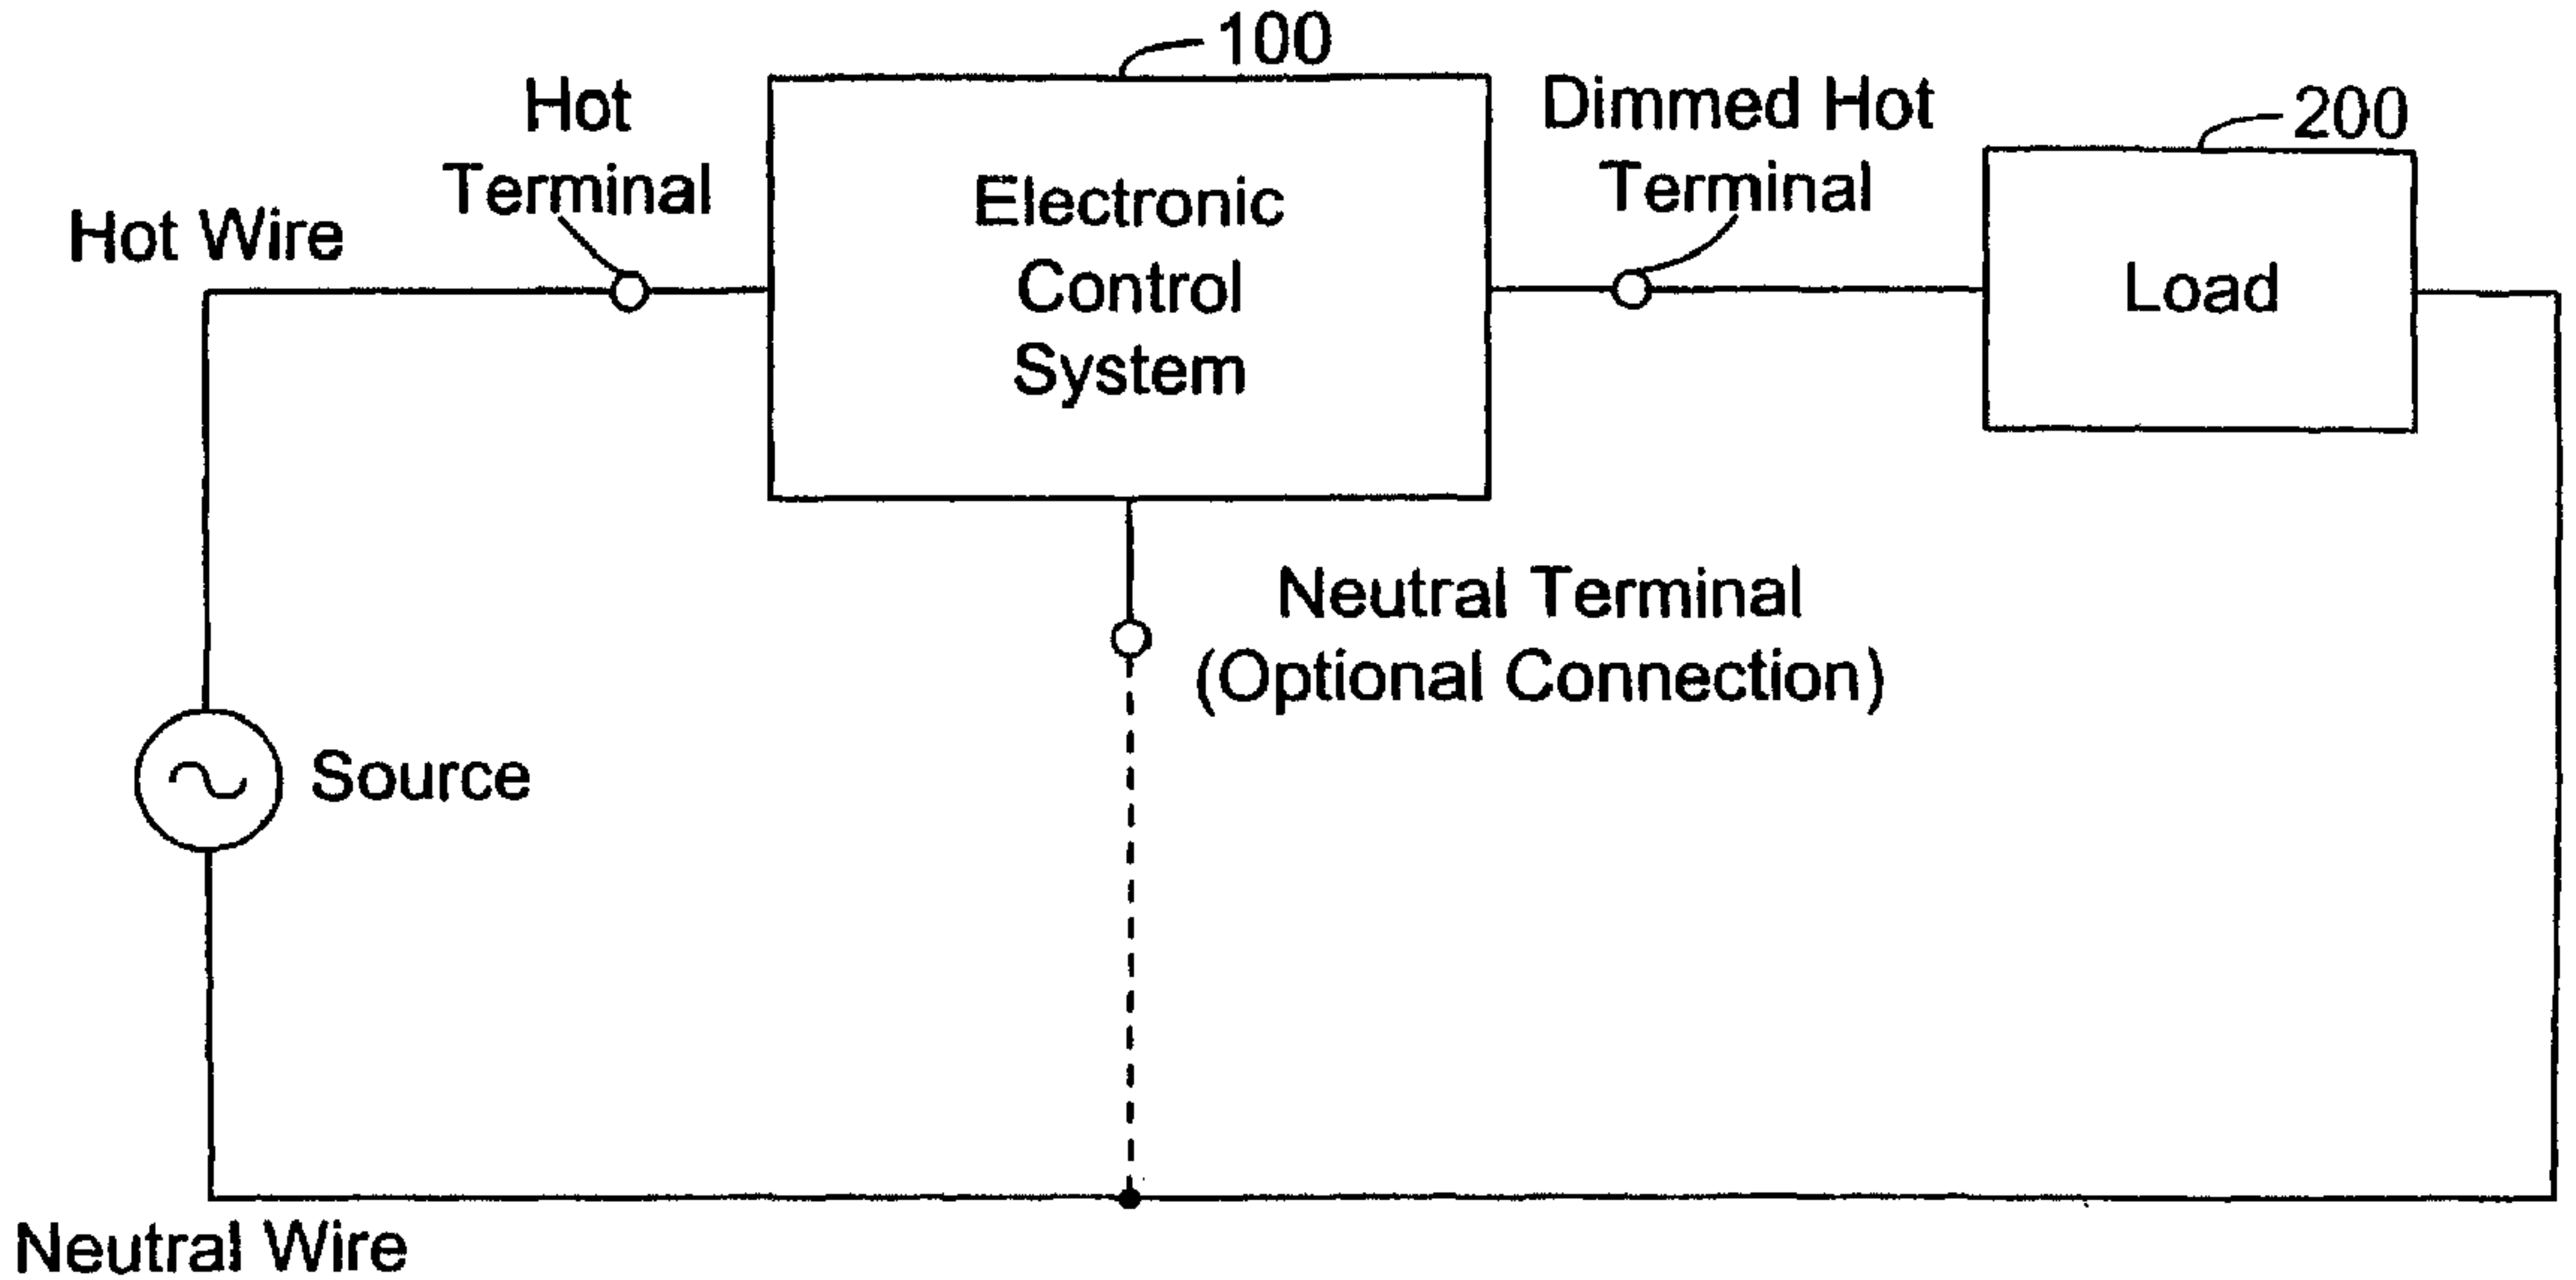 100
Hot
Terminal
Dimmed Hot
Terminal
200
Hot Wire
Electronic
Control
System
Load
Neutral Terminal
(Optional Connection)
Source
Neutral Wire